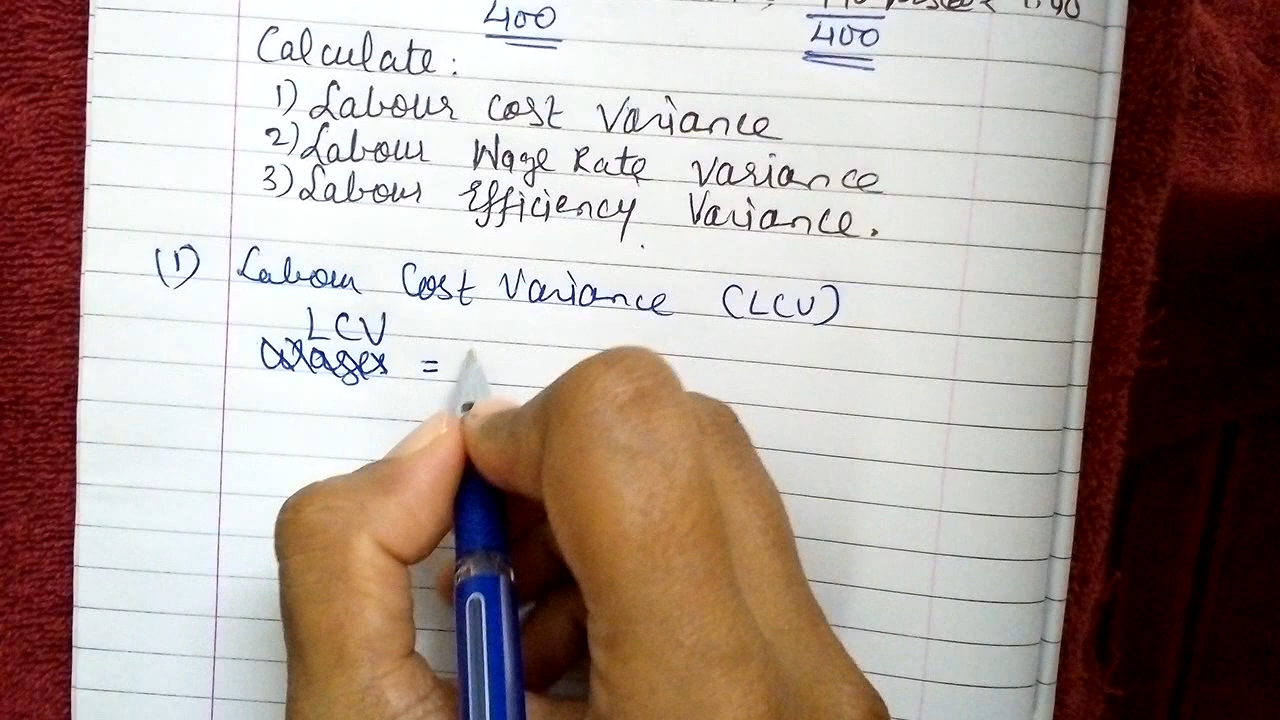 400 400
Calculate:
1) Labour Cost Variance
2) Labour Wage Rate Variance
3) Labour Efficiency Variance.
(1) Labour Cost Variance (LCV)
LCV
=